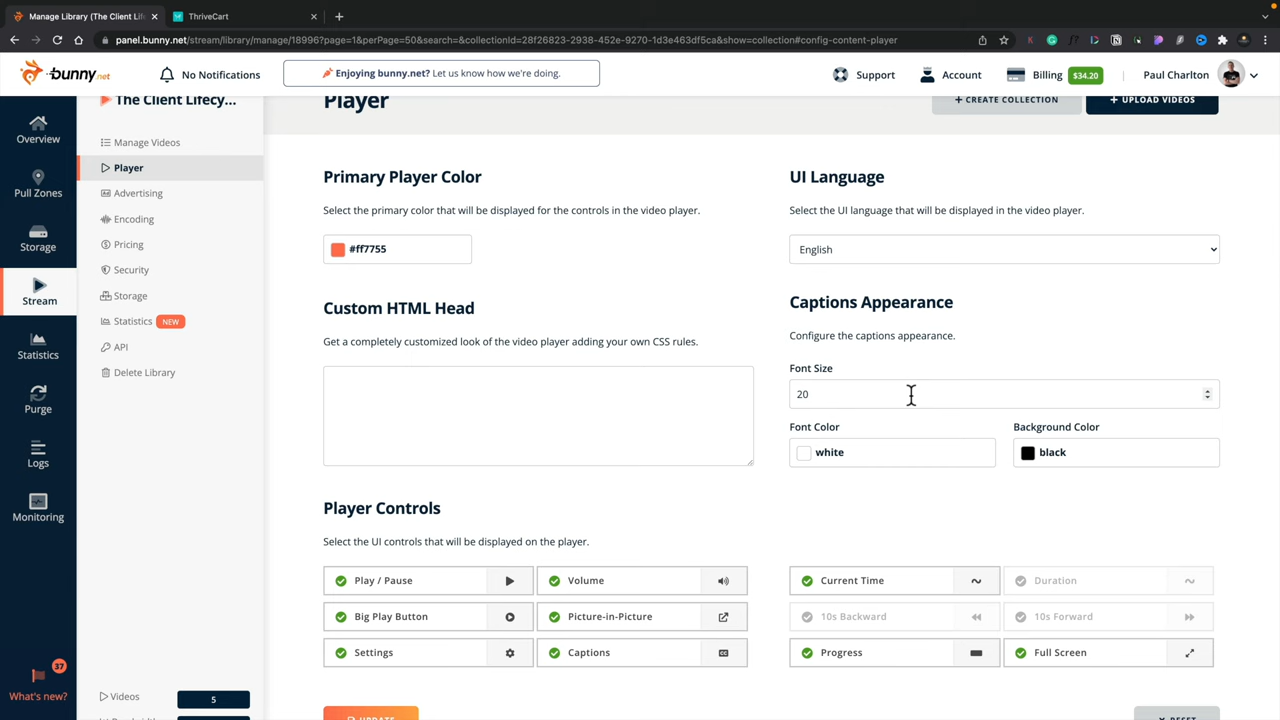 Manage Library (The Client Lif
ThriveCart
panel.bunny.net/stream/library/manage/18996?page=1&perPage=50&search=&collectionId=28f26823-2938-452e-9270-1d3e463df5ca&show=collection#config-content-player
bunny.net
No Notifications
Enjoying bunny.net? Let us know how we're doing.
Support
Account
Billing
$34.20
Paul Charlton
Overview
Pull Zones
Storage
Stream
Statistics
Purge
Logs
Monitoring
37
What's new?
The Client Lifecy...
Manage Videos
Player
Advertising
Encoding
Pricing
Security
Storage
Statistics NEW
API
Delete Library
Videos
5
Player
+ CREATE COLLECTION
+ UPLOAD VIDEOS
Primary Player Color
Select the primary color that will be displayed for the controls in the video player.
#ff7755
Custom HTML Head
Get a completely customized look of the video player adding your own CSS rules.
UI Language
Select the UI language that will be displayed in the video player.
English
Captions Appearance
Configure the captions appearance.
Font Size
20
Font Color
Background Color
white
black
Player Controls
Select the UI controls that will be displayed on the player.
Play / Pause
Volume
Current Time
Duration
Big Play Button
Picture-in-Picture
10s Backward
10s Forward
Settings
Captions
CC
Progress
Full Screen
UPDATE
RESET